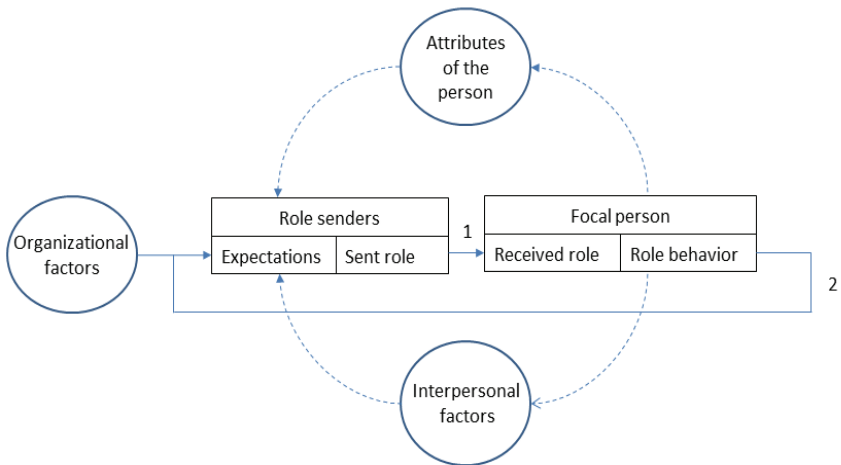 Attributes
of the
person
Role senders
Focal person
1
Organizational
factors
Expectations
Sent role
Received role
Role behavior
2
Interpersonal
factors